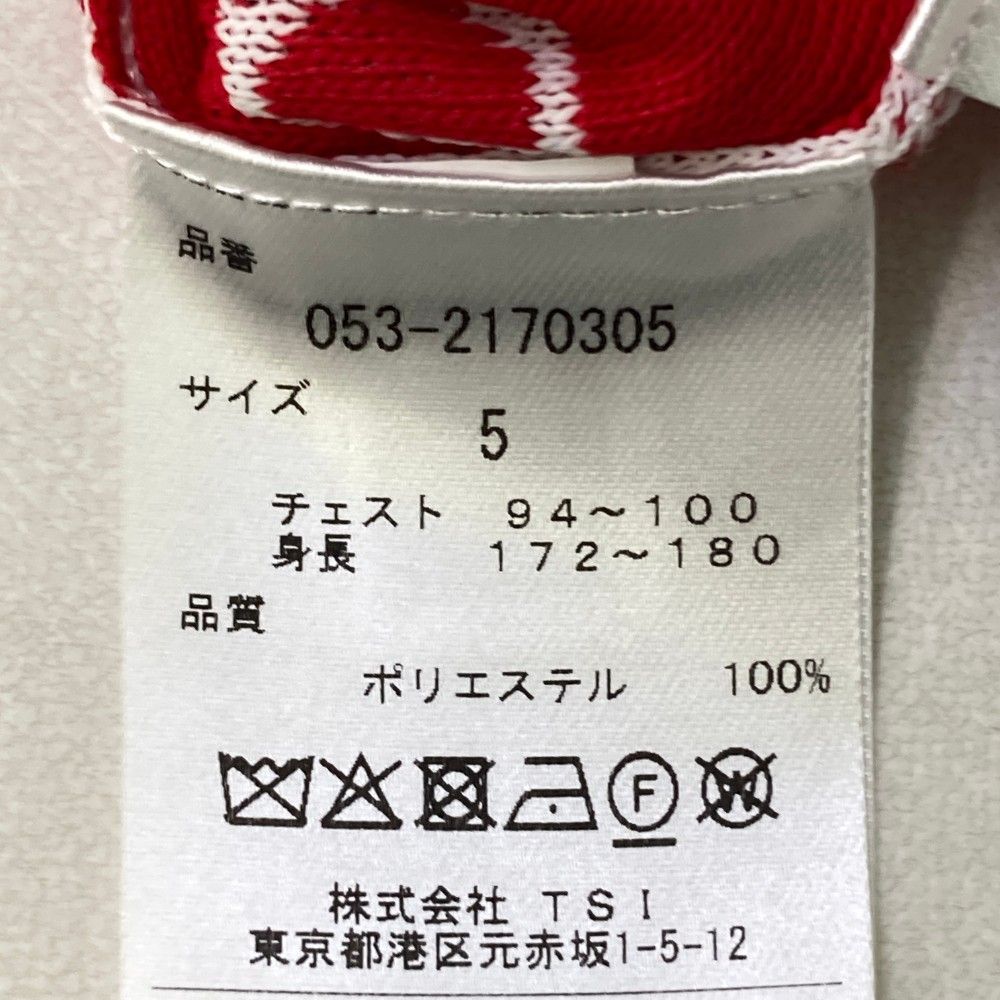 品番
053-2170305
サイズ
5
チェスト 94～100
身長 172～180
品質
ポリエステル 100%
F W
株式会社 TSI
東京都港区元赤坂1-5-12